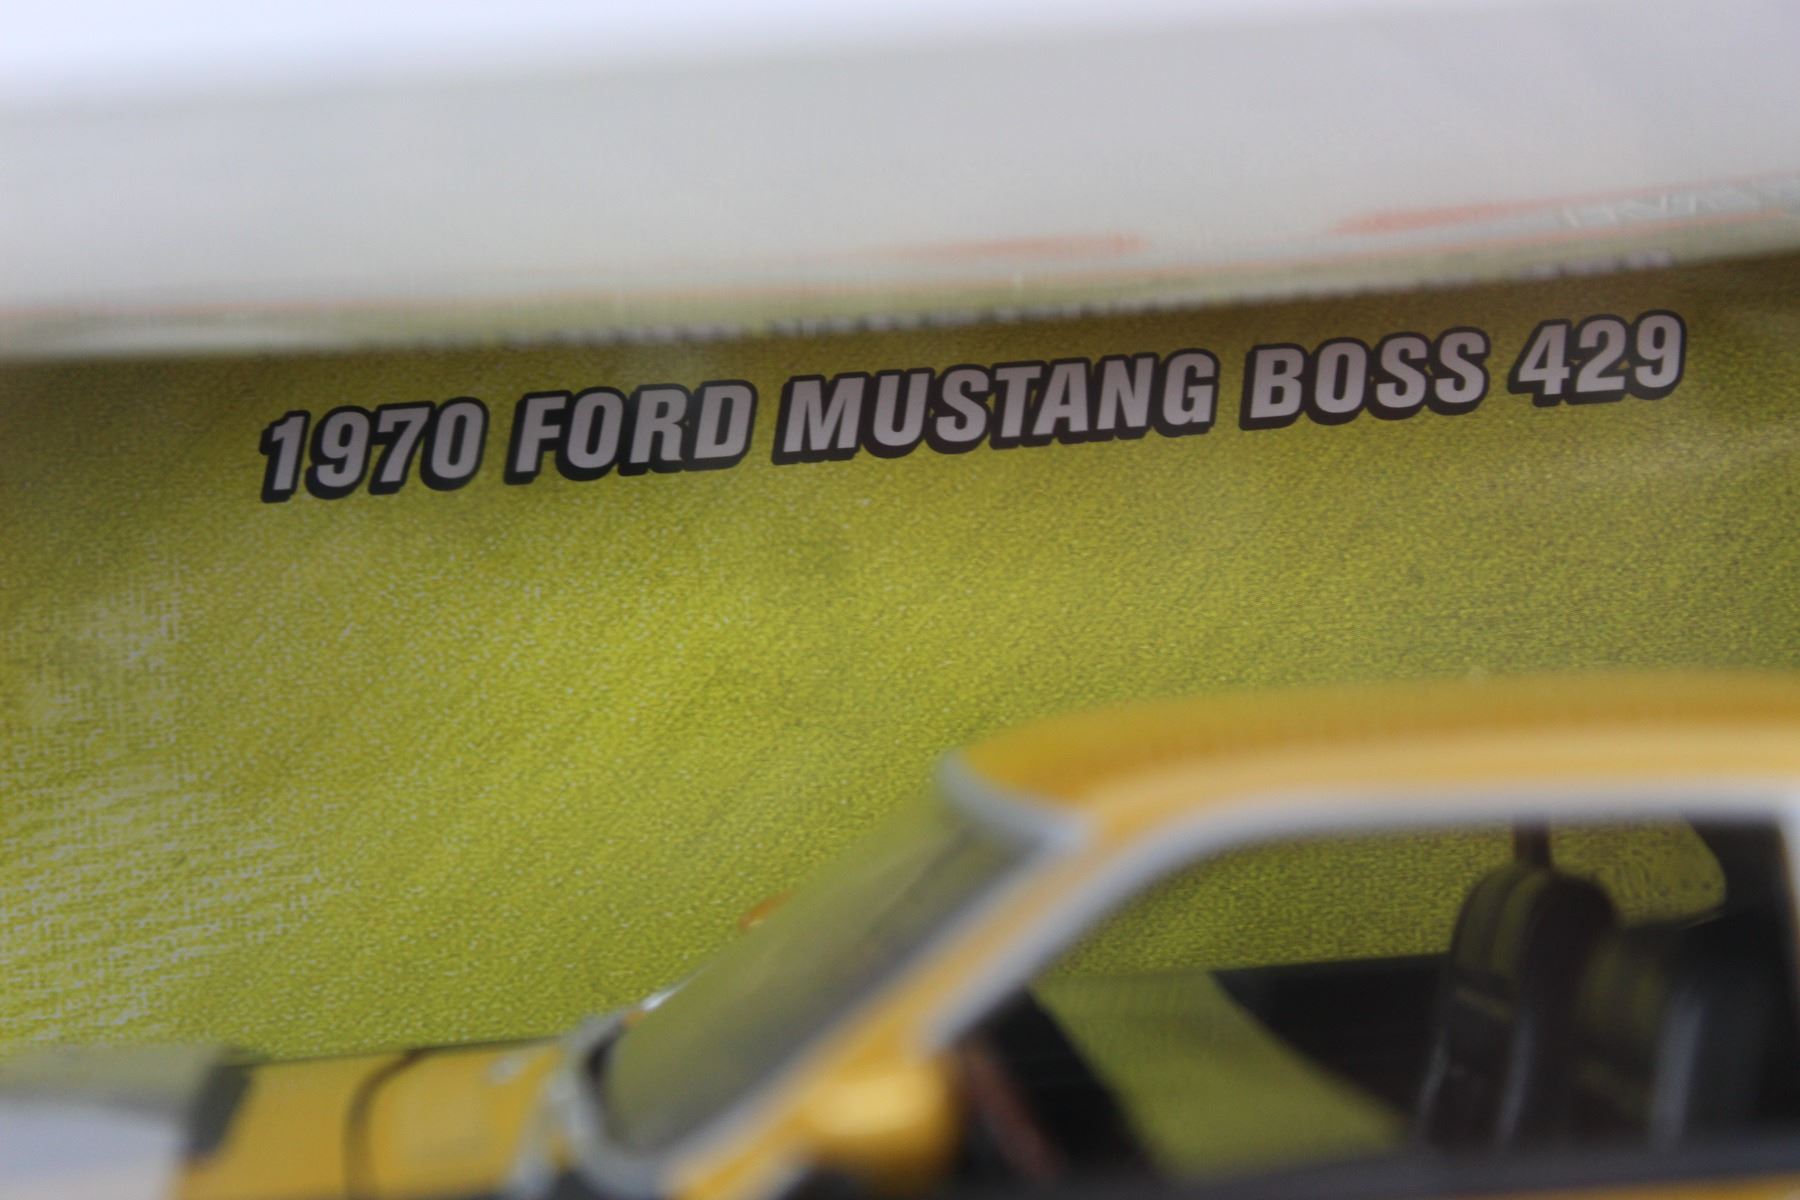 1970 FORD MUSTANG BOSS 429